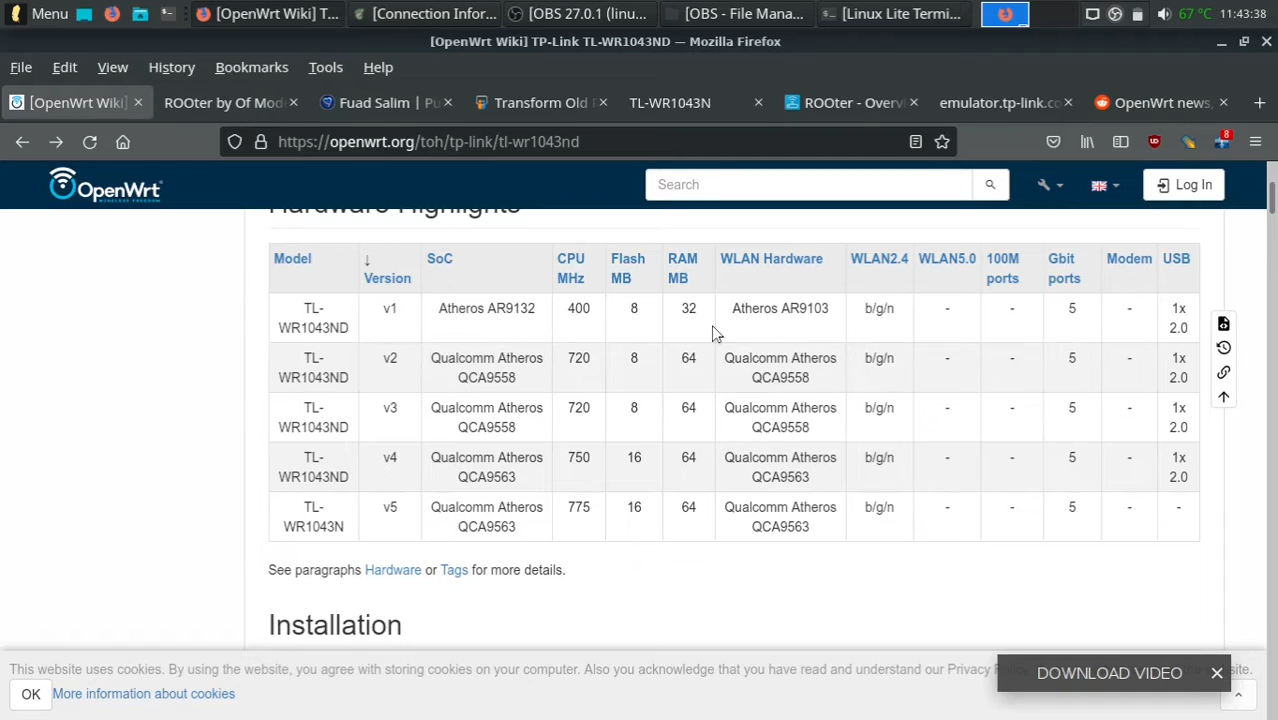 Menu
[OpenWrt Wiki] T...
[Connection Infor...
[OBS 27.0.1 (linu...
[OBS - File Mana...
[Linux Lite Termi...
67 °C
11:43:38
[OpenWrt Wiki] TP-Link TL-WR1043ND — Mozilla Firefox
File Edit View History Bookmarks Tools Help
[OpenWrt Wiki]
ROOter by Of Mod
Fuad Salim | Pu
Transform Old
TL-WR1043N
ROOter - Overv
emulator.tp-link.co
OpenWrt news,
https://openwrt.org/toh/tp-link/tl-wr1043nd
8
OpenWrt
WIRELESS FREEDOM
Search
Log In
Hardware Highlights
Model ↓ Version SoC CPU MHz Flash MB RAM MB WLAN Hardware WLAN2.4 WLAN5.0 100M ports Gbit ports Modem USB
TL-WR1043ND v1 Atheros AR9132 400 8 32 Atheros AR9103 b/g/n - - 5 - 1x 2.0
TL-WR1043ND v2 Qualcomm Atheros QCA9558 720 8 64 Qualcomm Atheros QCA9558 b/g/n - - 5 - 1x 2.0
TL-WR1043ND v3 Qualcomm Atheros QCA9558 720 8 64 Qualcomm Atheros QCA9558 b/g/n - - 5 - 1x 2.0
TL-WR1043ND v4 Qualcomm Atheros QCA9563 750 16 64 Qualcomm Atheros QCA9563 b/g/n - - 5 - 1x 2.0
TL-WR1043N v5 Qualcomm Atheros QCA9563 775 16 64 Qualcomm Atheros QCA9563 b/g/n - - 5 - -
See paragraphs Hardware or Tags for more details.
Installation
This website uses cookies. By using the website, you agree with storing cookies on your computer. Also you acknowledge that you have read and understand our Privacy site.
OK More information about cookies
DOWNLOAD VIDEO